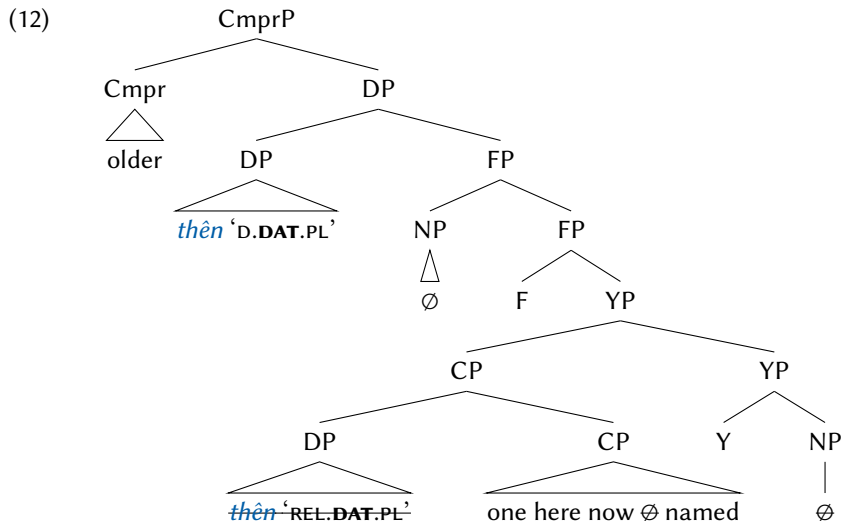 (12) CmprP
Cmpr DP
older DP FP
thên ‘D.DAT.PL’ NP FP
∅ F YP
CP YP
DP CP Y NP
thên ‘REL.DAT.PL’ one here now ∅ named ∅